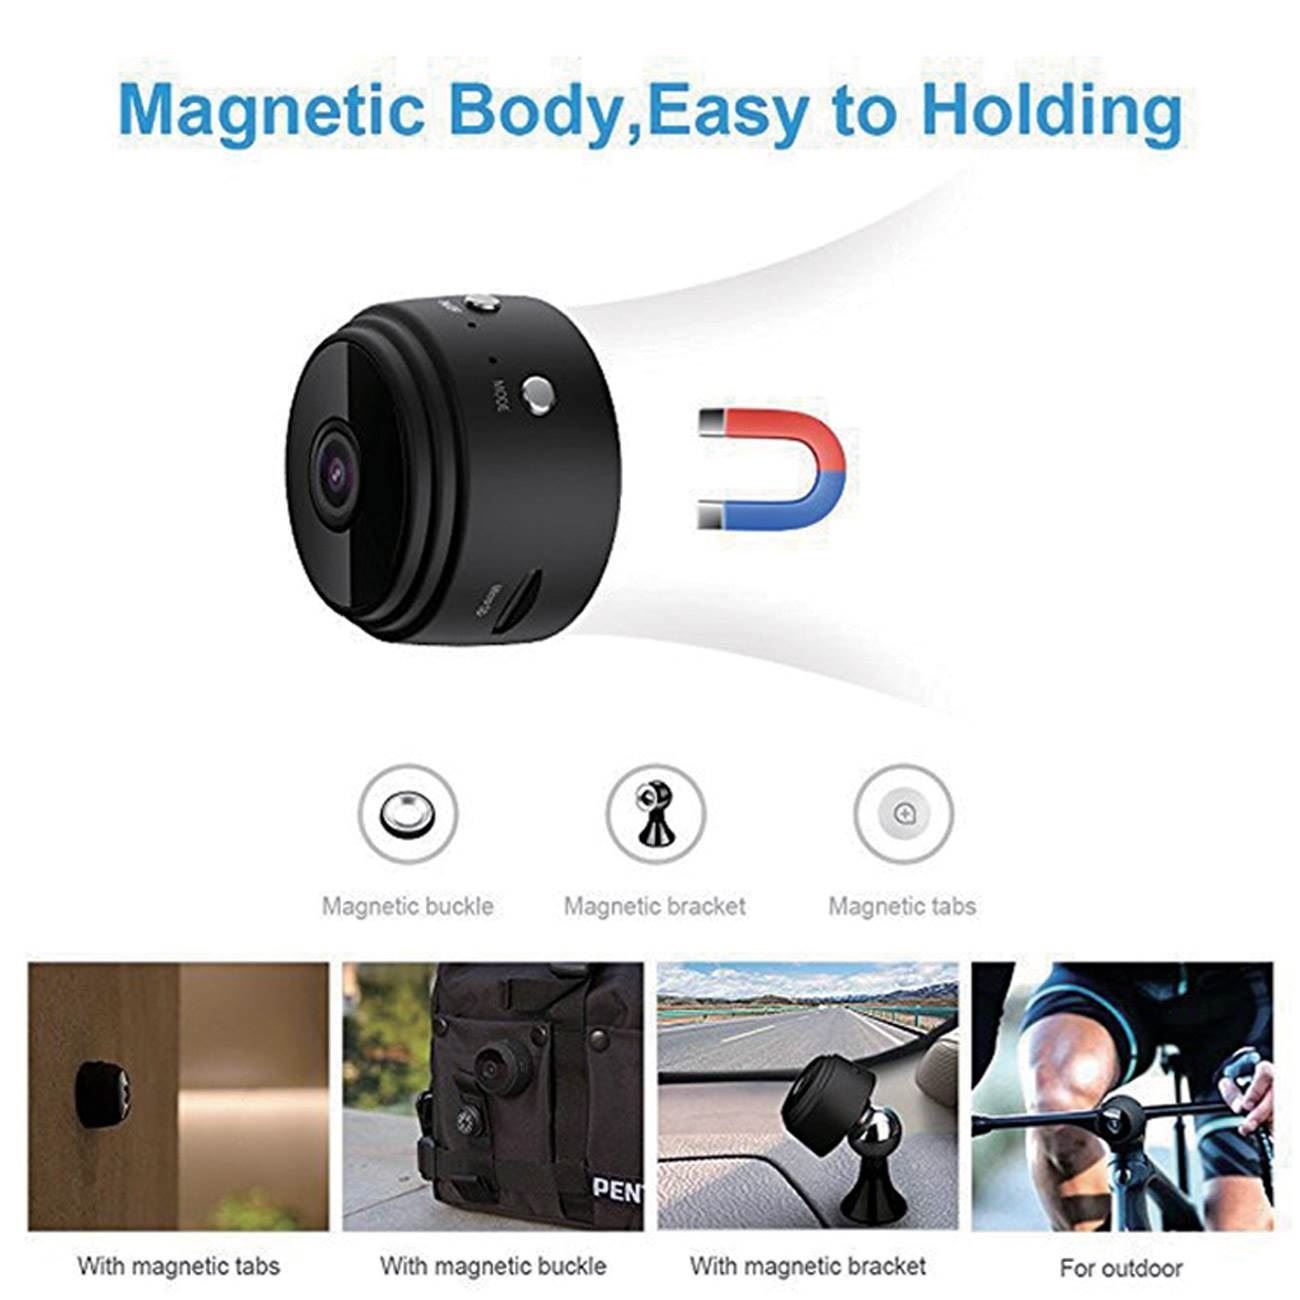 Magnetic Body,Easy to Holding
MODE
Magnetic buckle
Magnetic bracket
Magnetic tabs
PEN
With magnetic tabs
With magnetic buckle
With magnetic bracket
For outdoor